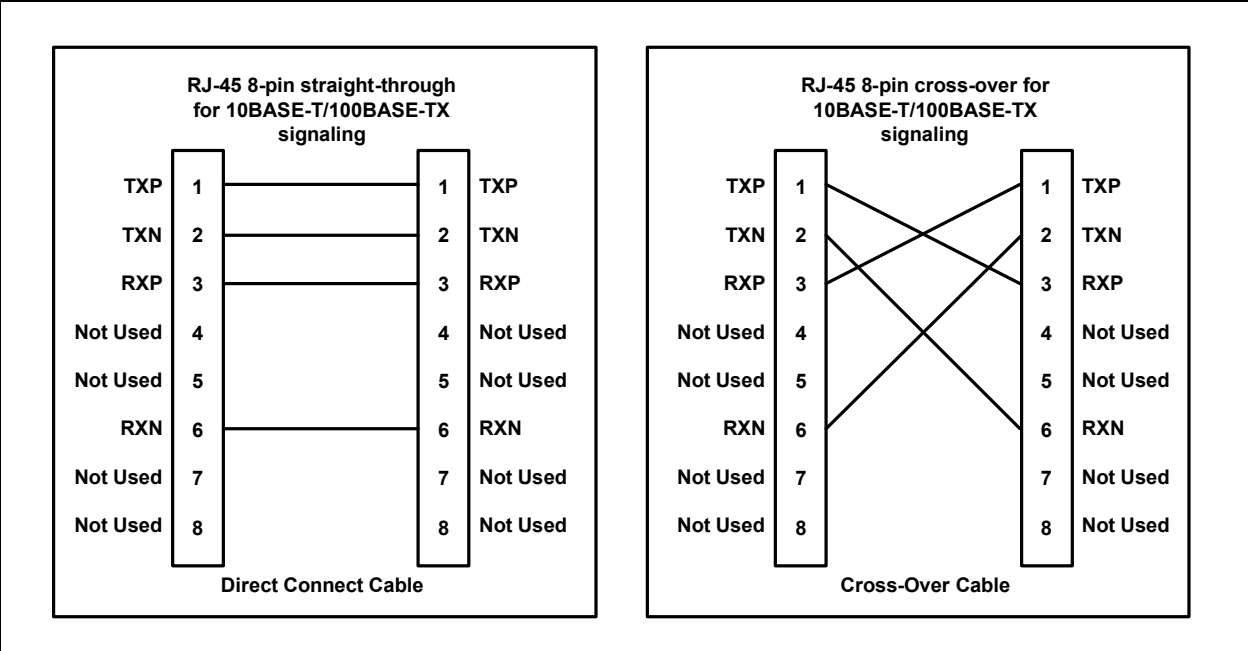 RJ-45 8-pin straight-through
for 10BASE-T/100BASE-TX
signaling
TXP 1 1 TXP
TXN 2 2 TXN
RXP 3 3 RXP
Not Used 4 4 Not Used
Not Used 5 5 Not Used
RXN 6 6 RXN
Not Used 7 7 Not Used
Not Used 8 8 Not Used
Direct Connect Cable
RJ-45 8-pin cross-over for
10BASE-T/100BASE-TX
signaling
TXP 1 1 TXP
TXN 2 2 TXN
RXP 3 3 RXP
Not Used 4 4 Not Used
Not Used 5 5 Not Used
RXN 6 6 RXN
Not Used 7 7 Not Used
Not Used 8 8 Not Used
Cross-Over Cable